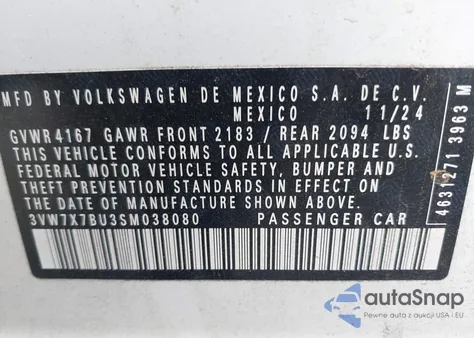 MFD BY VOLKSWAGEN DE MEXICO S.A. DE C.V.
MEXICO 11/24
GVWR 4167 GAWR FRONT 2183 / REAR 2094 LBS
THIS VEHICLE CONFORMS TO ALL APPLICABLE U.S.
FEDERAL MOTOR VEHICLE SAFETY, BUMPER AND
THEFT PREVENTION STANDARDS IN EFFECT ON
THE DATE OF MANUFACTURE SHOWN ABOVE.
3VW7X7BU3SM038080 PASSENGER CAR
4631271 3963 M
autoSnap
Pewne auta z aukcji USA i EU